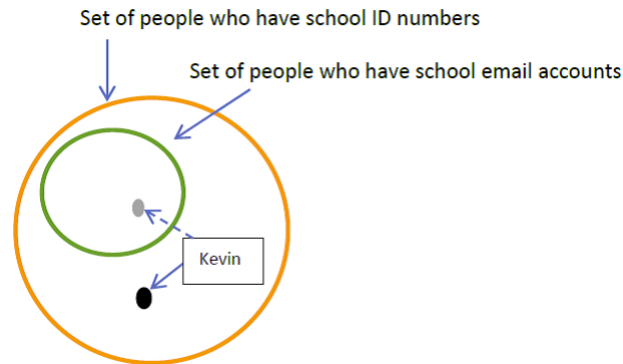 Set of people who have school ID numbers
Set of people who have school email accounts
Kevin